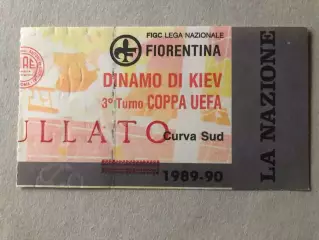 FIGC LEGA NAZIONALE
FIORENTINA
DINAMO DI KIEV
3° Turno COPPA UEFA
ULLATO
Curva Sud
1989-90
LA NAZIONE